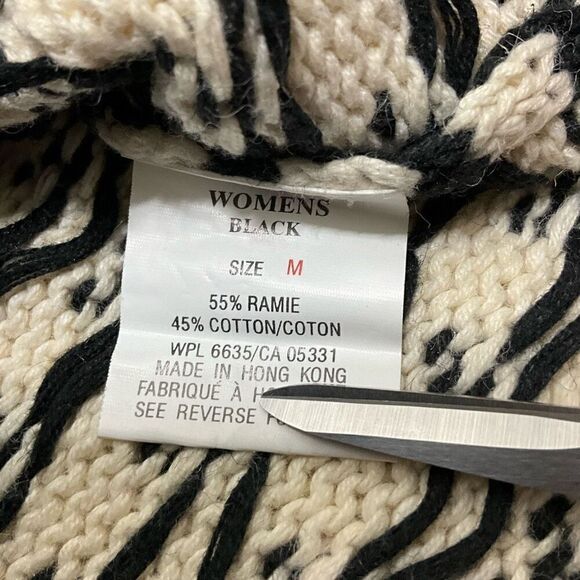 WOMENS
BLACK
SIZE M
55% RAMIE
45% COTTON/COTON
WPL 6635/CA 05331
MADE IN HONG KONG
FABRIQUÉ À
SEE REVERSE